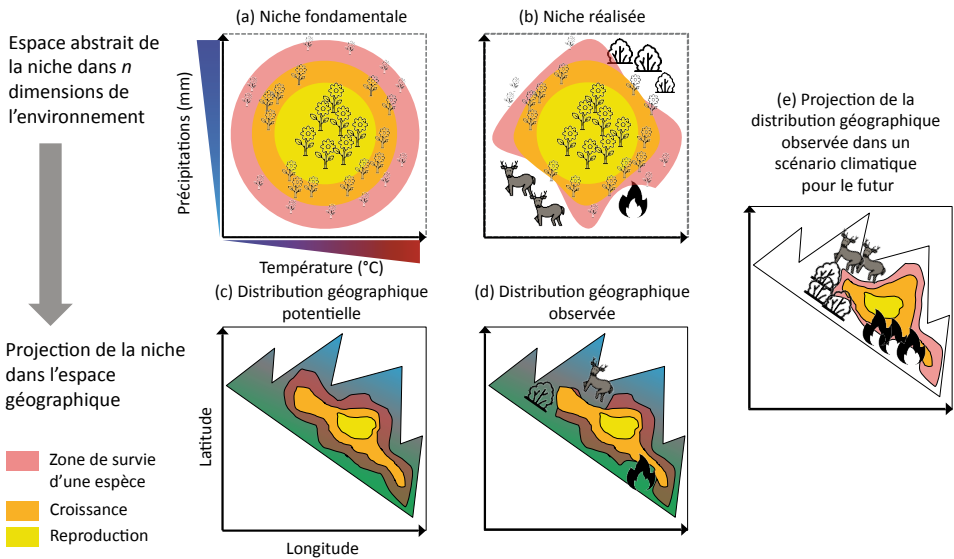 (a) Niche fondamentale
(b) Niche réalisée
Espace abstrait de
la niche dans n
dimensions de
l'environnement
Précipitations (mm)
Température (°C)
(c) Distribution géographique
potentielle
(d) Distribution géographique
observée
(e) Projection de la
distribution géographique
observée dans un
scénario climatique
pour le futur
Projection de la niche
dans l'espace
géographique
Latitude
Longitude
Zone de survie
d'une espèce
Croissance
Reproduction